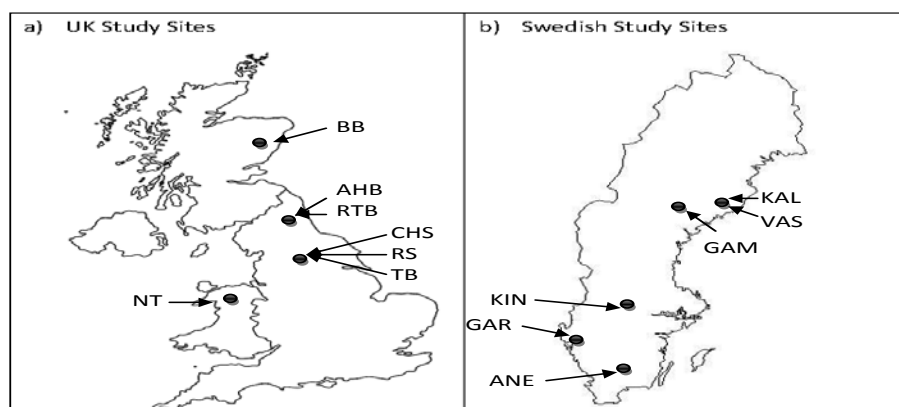 a) UK Study Sites
BB
AHB
RTB
CHS
RS
TB
NT
b) Swedish Study Sites
KAL
VAS
GAM
KIN
GAR
ANE